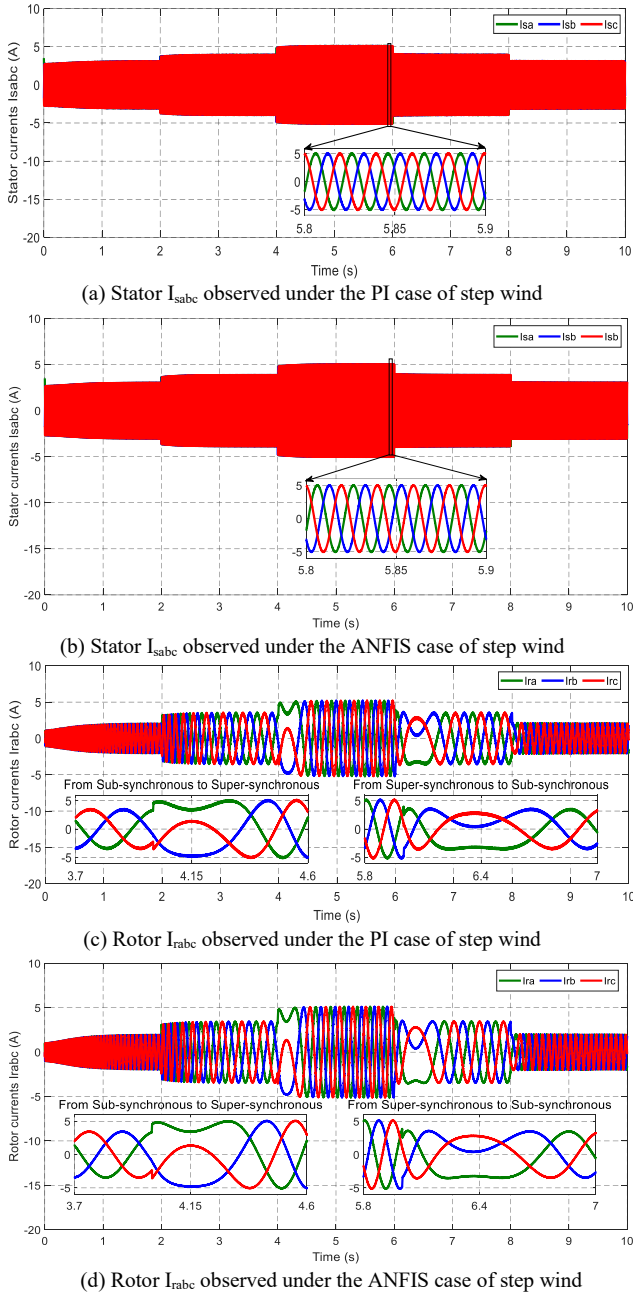 10
5
0
-5
-10
-15
-20
Stator currents Isabc (A)
Isa Isb Isc
5
0
-5
5.8 5.85 5.9
0 1 2 3 4 5 6 7 8 9 10
Time (s)
(a) Stator Isabc observed under the PI case of step wind
10
5
0
-5
-10
-15
-20
Stator currents Isabc (A)
Isa Isb Isb
5
0
-5
5.8 5.85 5.9
0 1 2 3 4 5 6 7 8 9 10
Time (s)
(b) Stator Isabc observed under the ANFIS case of step wind
10
5
0
-5
-10
-15
-20
Rotor currents Irabc (A)
Ira Irb Irc
From Sub-synchronous to Super-synchronous
5
0
-5
3.7 4.15 4.6
From Super-synchronous to Sub-synchronous
5
0
-5
5.8 6.4 7
0 1 2 3 4 5 6 7 8 9 10
Time (s)
(c) Rotor Irabc observed under the PI case of step wind
10
5
0
-5
-10
-15
-20
Rotor currents Irabc (A)
Ira Irb Irc
From Sub-synchronous to Super-synchronous
5
0
-5
3.7 4.15 4.6
From Super-synchronous to Sub-synchronous
5
0
-5
5.8 6.4 7
0 1 2 3 4 5 6 7 8 9 10
Time (s)
(d) Rotor Irabc observed under the ANFIS case of step wind